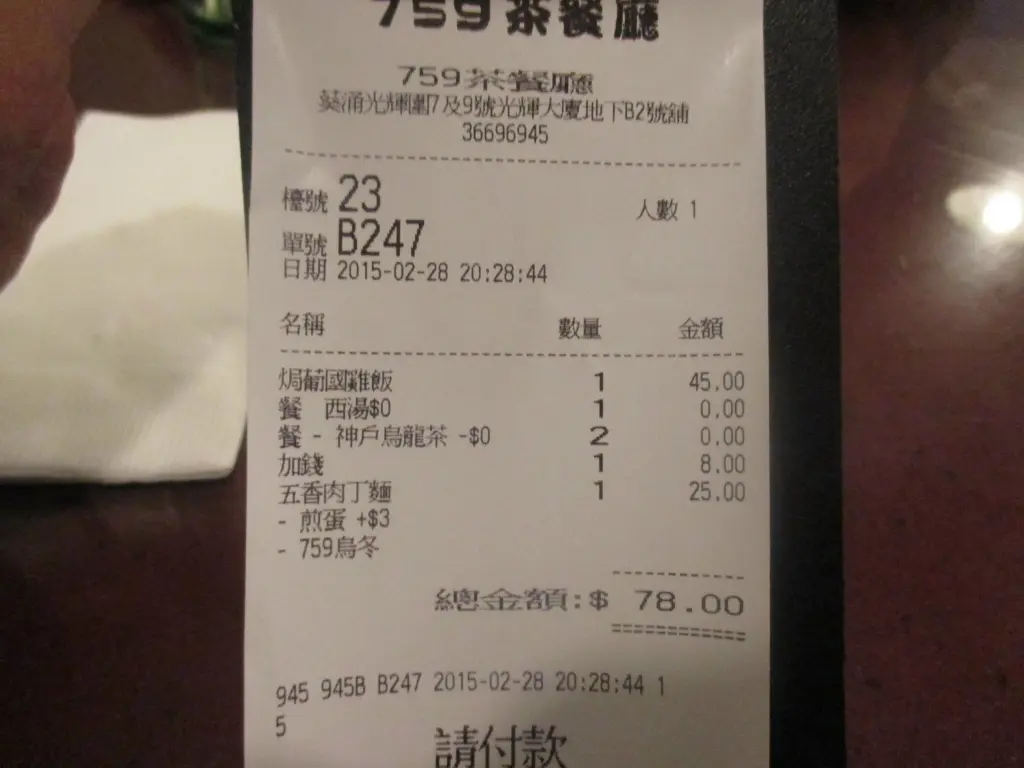 759茶餐廳
759茶餐廳
葵涌光輝圍7及9號光輝大廈地下B2號舖
36696945
檯號 23 人數 1
單號 B247
日期 2015-02-28 20:28:44
名稱 數量 金額
焗葡國雞飯 1 45.00
餐 西湯$0 1 0.00
餐 - 神戶烏龍茶 -$0 2 0.00
加錢 1 8.00
五香肉丁麵 1 25.00
- 煎蛋 +$3
- 759烏冬
總金額:$ 78.00
945 945B B247 2015-02-28 20:28:44 1
5
請付款